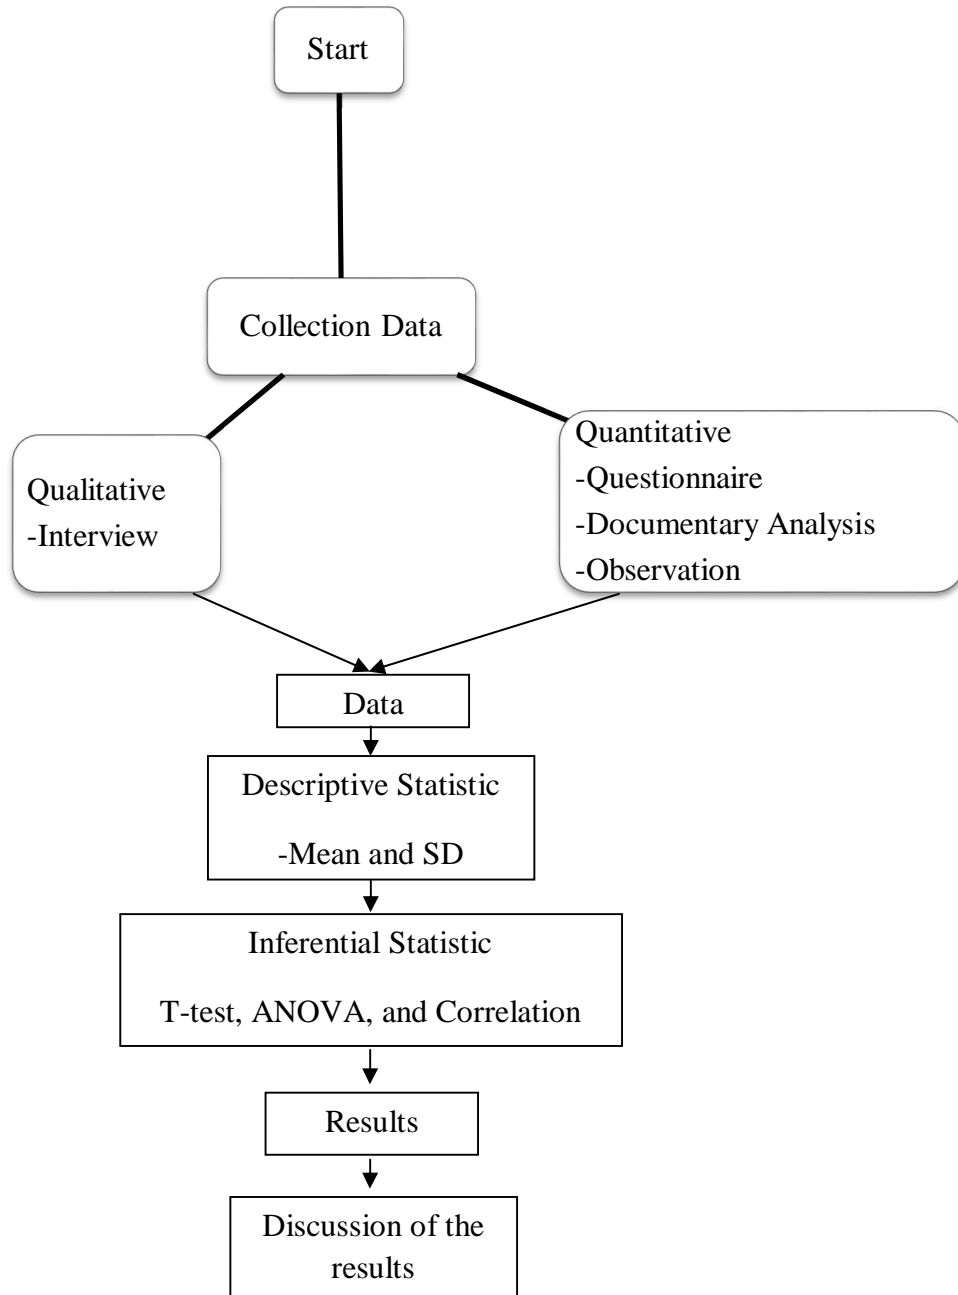 Start
Collection Data
Qualitative
-Interview
Quantitative
-Questionnaire
-Documentary Analysis
-Observation
Data
Descriptive Statistic
-Mean and SD
Inferential Statistic
T-test, ANOVA, and Correlation
Results
Discussion of the
results